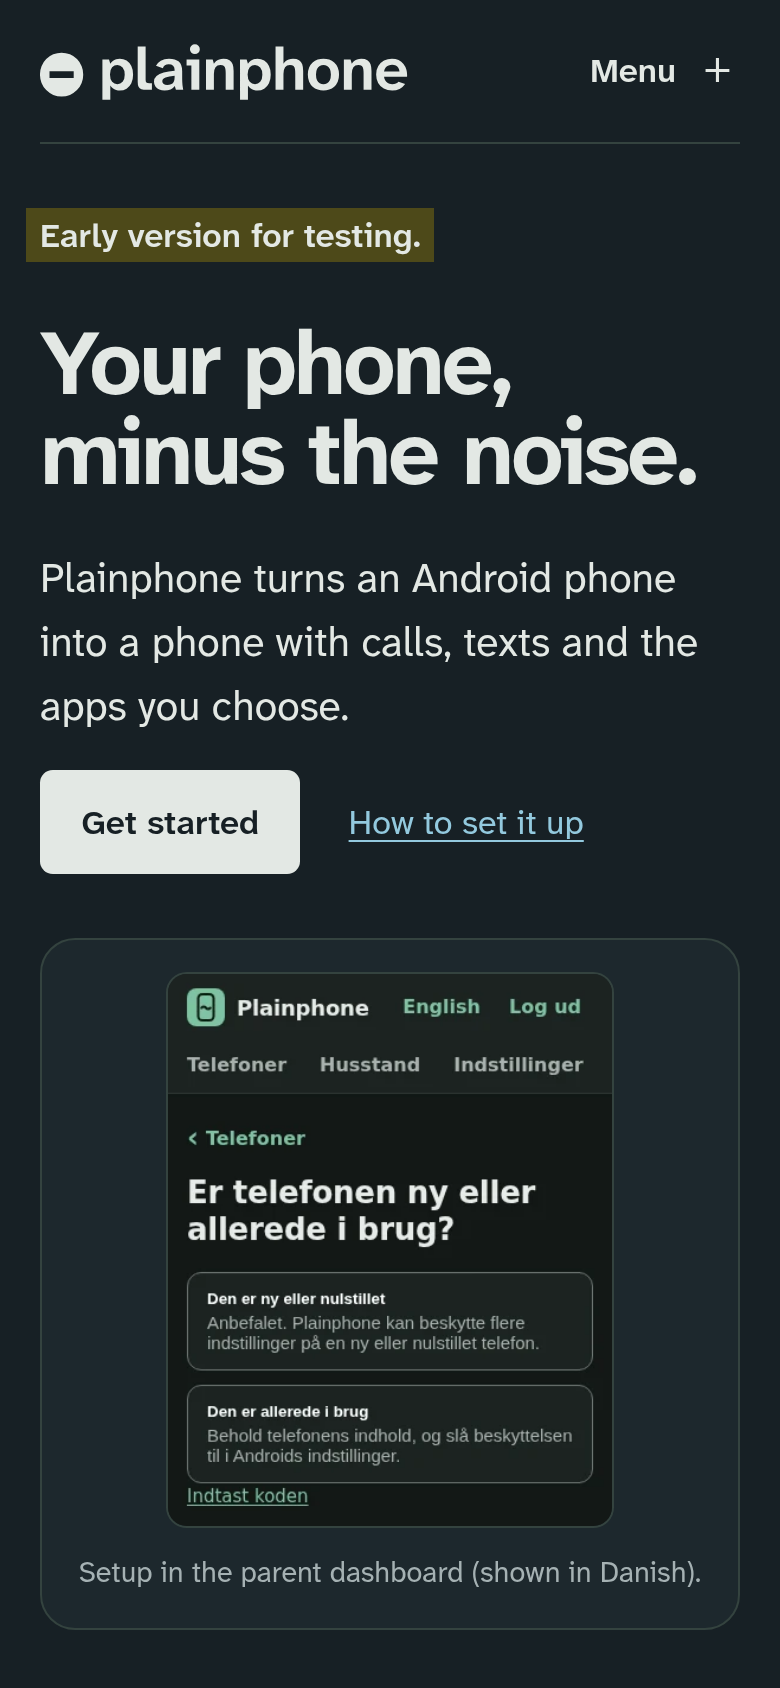 plainphone
Menu +
Early version for testing.
Your phone,
minus the noise.
Plainphone turns an Android phone
into a phone with calls, texts and the
apps you choose.
Get started
How to set it up
Plainphone
English
Log ud
Telefoner
Husstand
Indstillinger
‹ Telefoner
Er telefonen ny eller
allerede i brug?
Den er ny eller nulstillet
Anbefalet. Plainphone kan beskytte flere
indstillinger på en ny eller nulstillet telefon.
Den er allerede i brug
Behold telefonens indhold, og slå beskyttelsen
til i Androids indstillinger.
Indtast koden
Setup in the parent dashboard (shown in Danish).